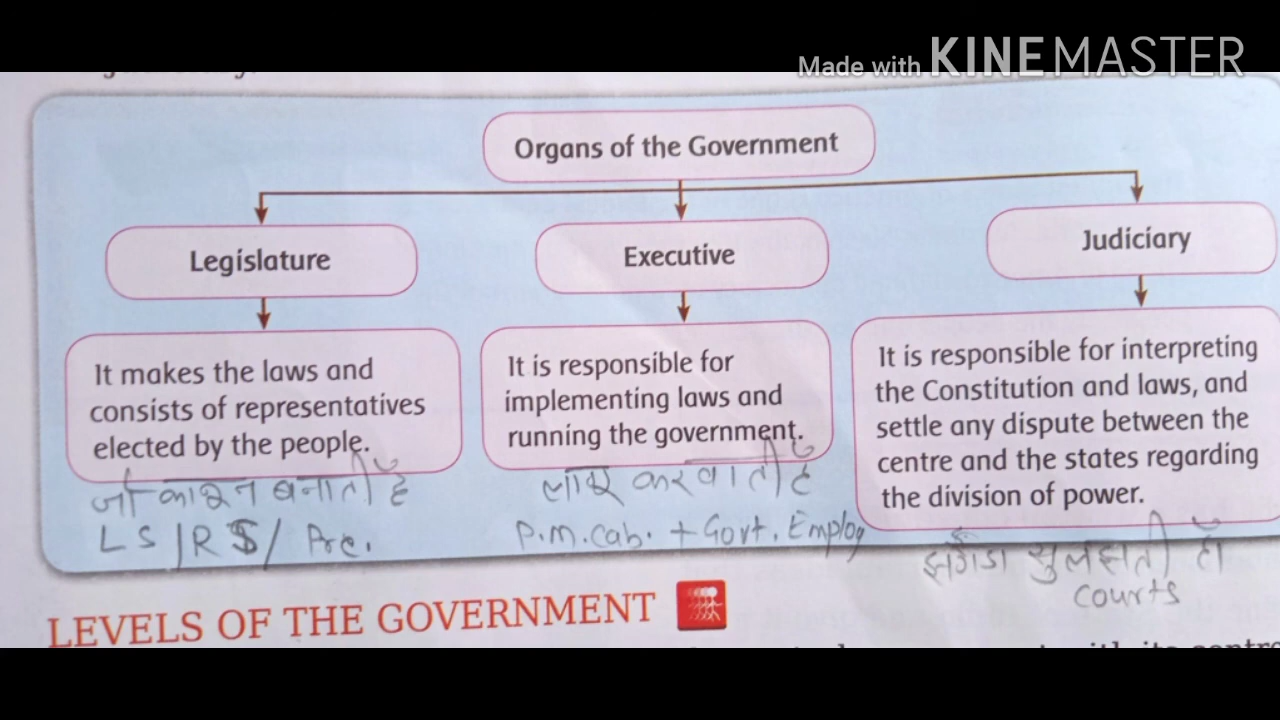 Made with KINEMASTER
Organs of the Government
Legislature
Executive
Judiciary
It makes the laws and
consists of representatives
elected by the people.
It is responsible for
implementing laws and
running the government.
It is responsible for interpreting
the Constitution and laws, and
settle any dispute between the
centre and the states regarding
the division of power.
जो कानून बनाती है
LS / RS / Pre.
लागू करवाती है
P.M. Cab. + Govt. Employ
झगड़ा सुलझाती है
Courts
LEVELS OF THE GOVERNMENT